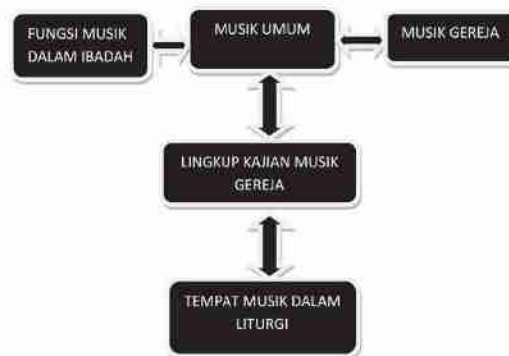 FUNGSI MUSIK
DALAM IBADAH
MUSIK UMUM
MUSIK GEREJA
LINGKUP KAJIAN MUSIK
GEREJA
TEMPAT MUSIK DALAM
LITURGI